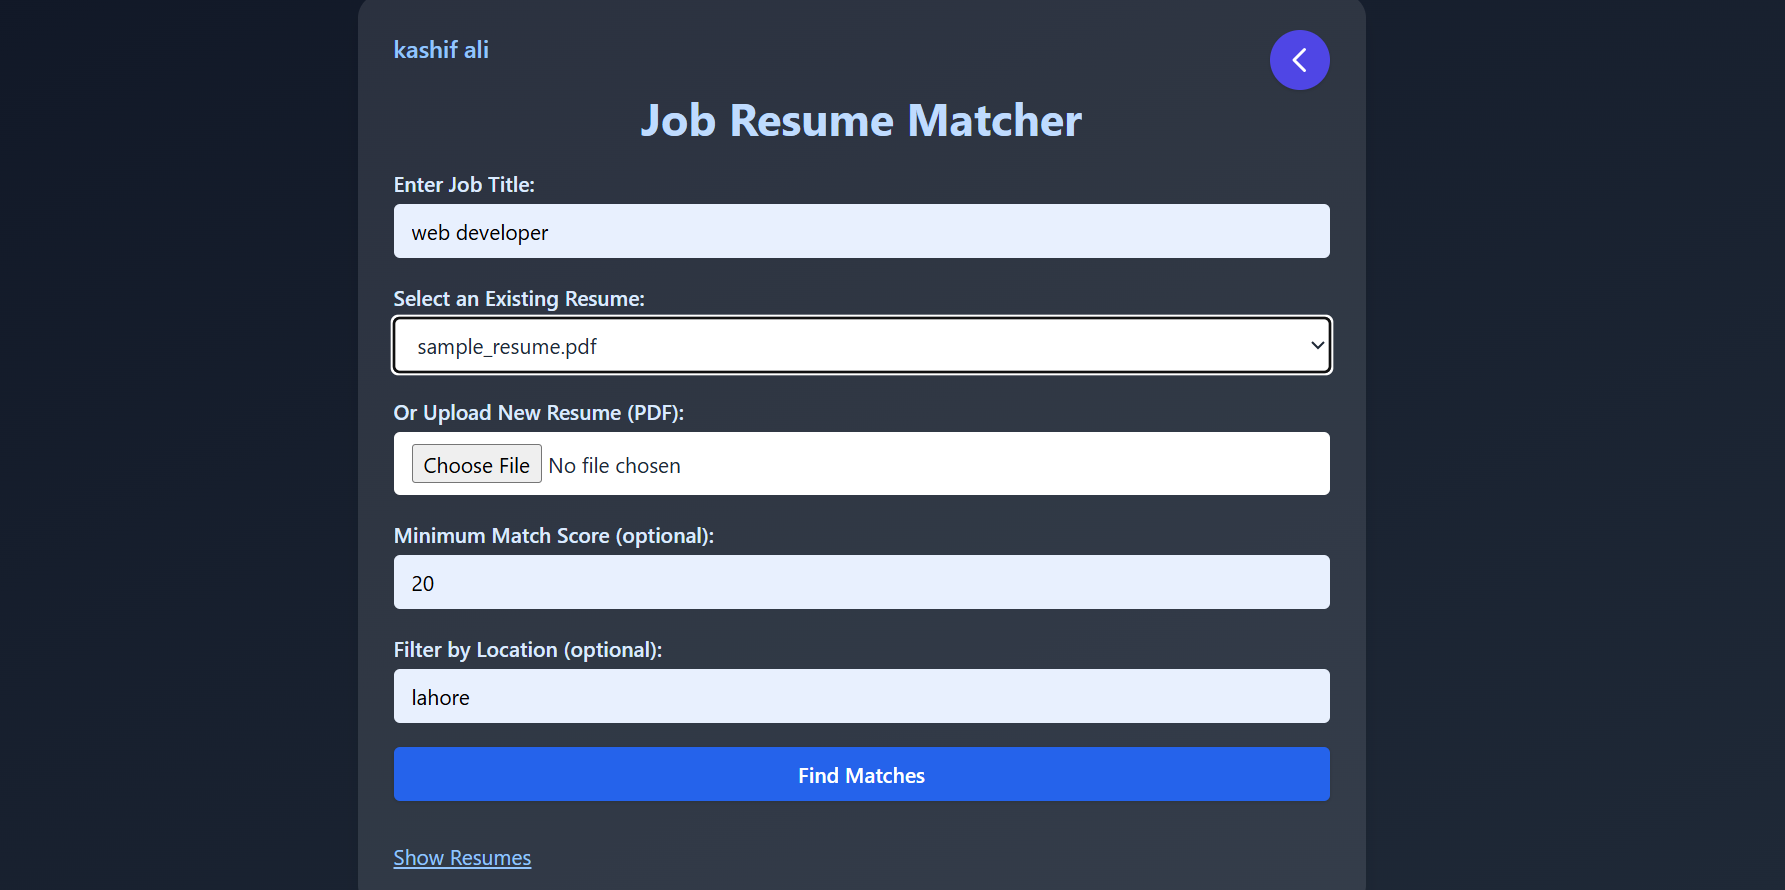 kashif ali
Job Resume Matcher
Enter Job Title:
web developer
Select an Existing Resume:
sample_resume.pdf
Or Upload New Resume (PDF):
Choose File No file chosen
Minimum Match Score (optional):
20
Filter by Location (optional):
lahore
Find Matches
Show Resumes